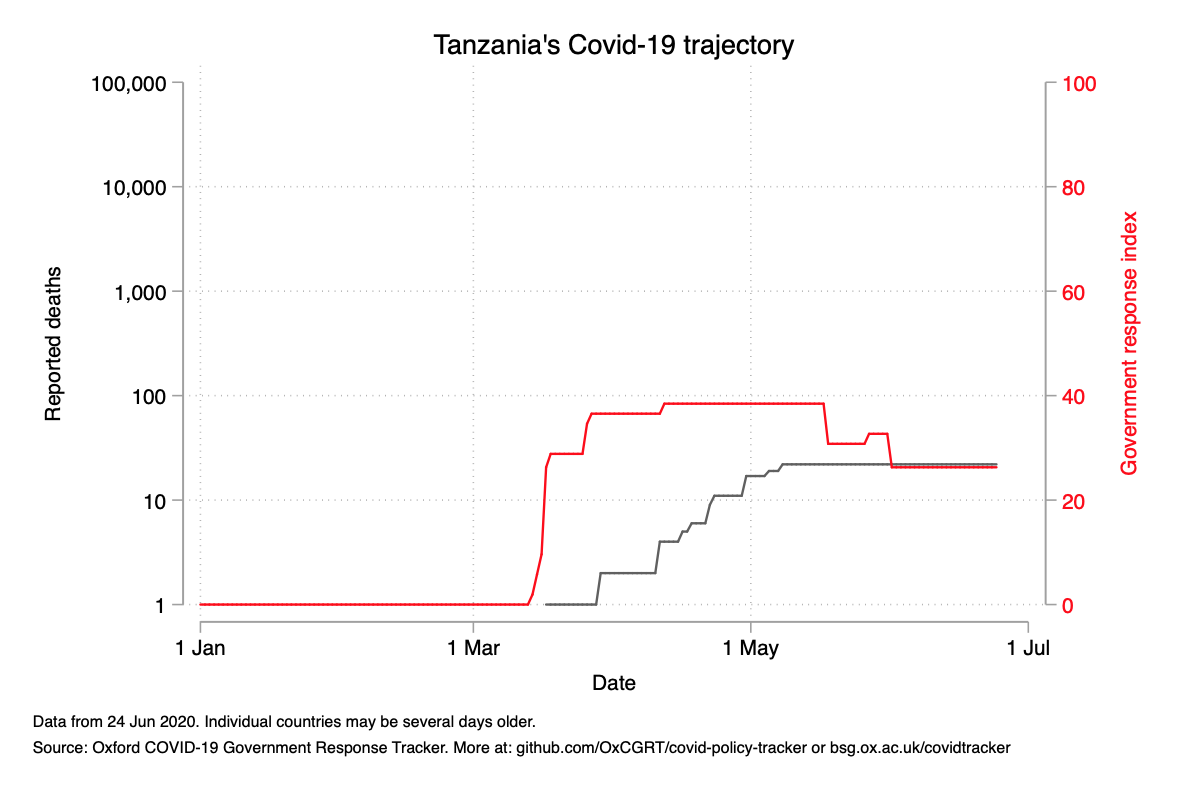 Tanzania's Covid-19 trajectory
100,000
10,000
1,000
100
10
1
Reported deaths
100
80
60
40
20
0
Government response index
1 Jan
1 Mar
1 May
1 Jul
Date
Data from 24 Jun 2020. Individual countries may be several days older.
Source: Oxford COVID-19 Government Response Tracker. More at: github.com/OxCGRT/covid-policy-tracker or bsg.ox.ac.uk/covidtracker